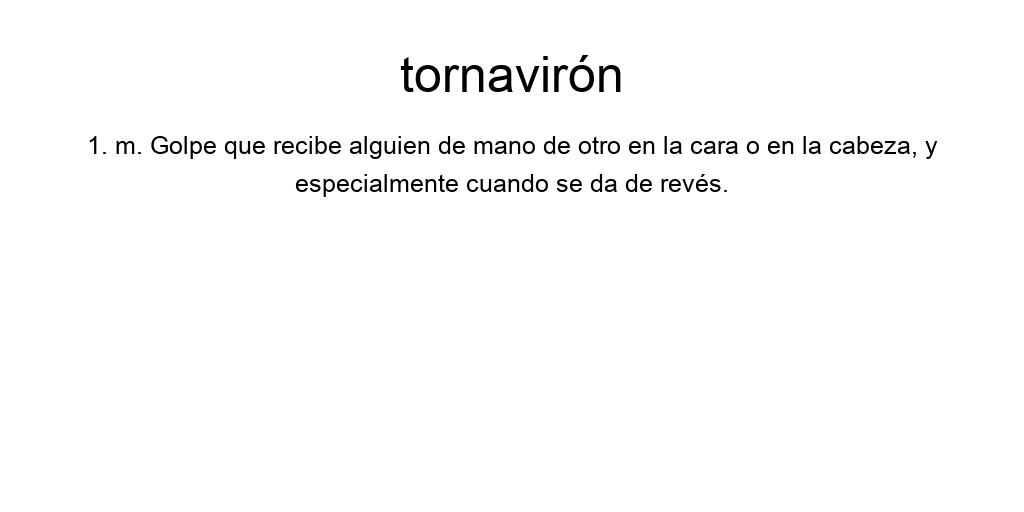 tornavirón
1. m. Golpe que recibe alguien de mano de otro en la cara o en la cabeza, y
especialmente cuando se da de revés.